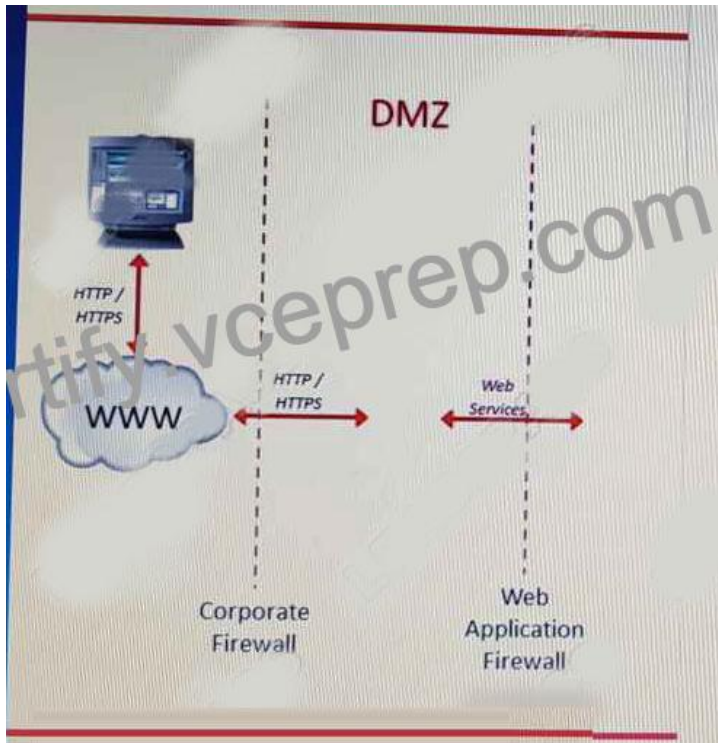 DMZ
HTTP /
HTTPS
rtify.vceprep.com
WWW
HTTP /
HTTPS
Web
Services
Corporate
Firewall
Web
Application
Firewall